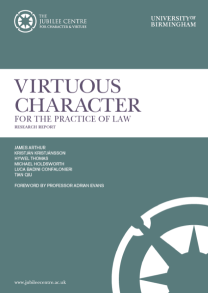 THE
JUBILEE CENTRE
FOR CHARACTER & VIRTUES
UNIVERSITY OF
BIRMINGHAM
VIRTUOUS
CHARACTER
FOR THE PRACTICE OF LAW
RESEARCH REPORT
JAMES ARTHUR
KRISTJÁN KRISTJÁNSSON
HYWEL THOMAS
MICHAEL HOLDSWORTH
LUCA BADINI CONFALONIERI
TIAN QIU
FOREWORD BY PROFESSOR ADRIAN EVANS
www.jubileecentre.ac.uk